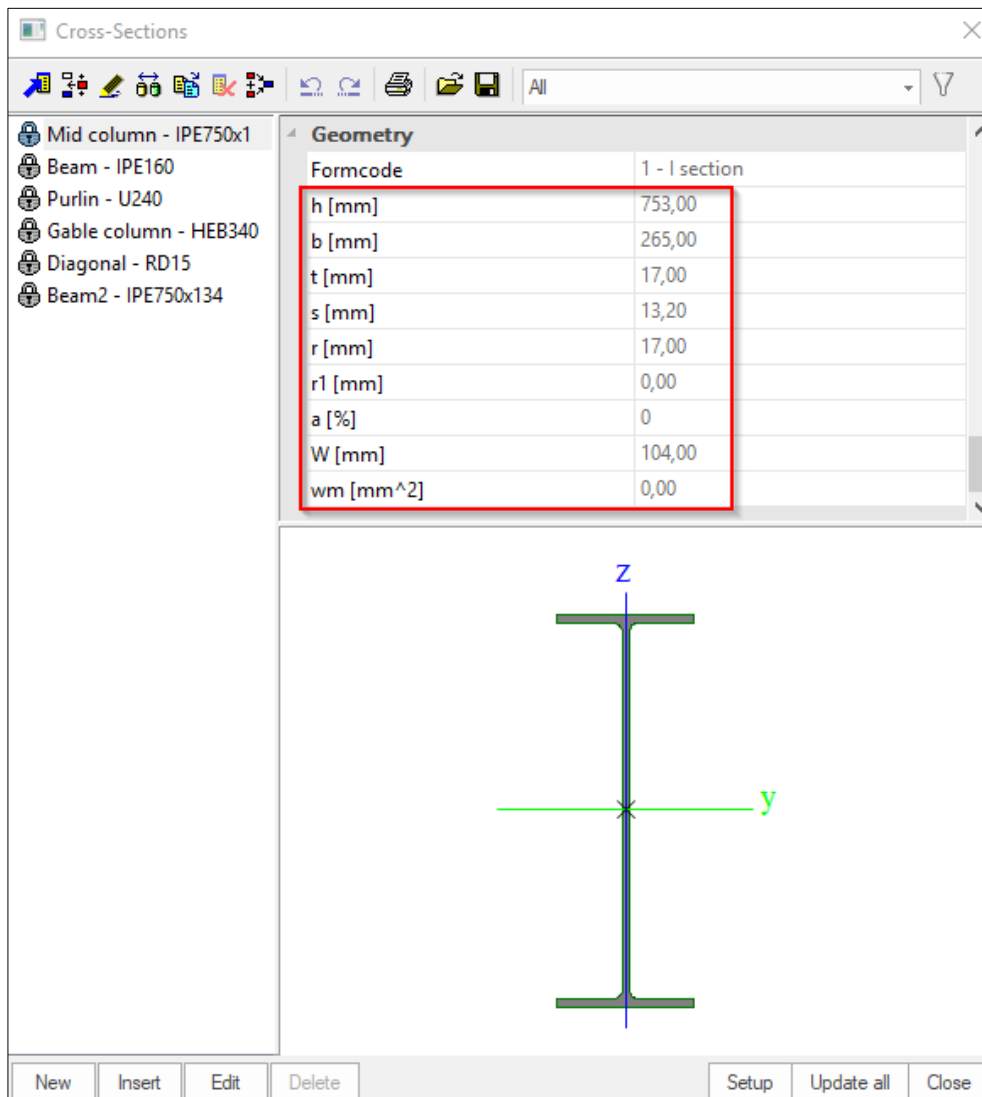 Cross-Sections
All
Mid column - IPE750x1
Beam - IPE160
Purlin - U240
Gable column - HEB340
Diagonal - RD15
Beam2 - IPE750x134
Geometry
Formcode 1 - I section
h [mm] 753,00
b [mm] 265,00
t [mm] 17,00
s [mm] 13,20
r [mm] 17,00
r1 [mm] 0,00
a [%] 0
W [mm] 104,00
wm [mm^2] 0,00
z
y
New Insert Edit Delete Setup Update all Close